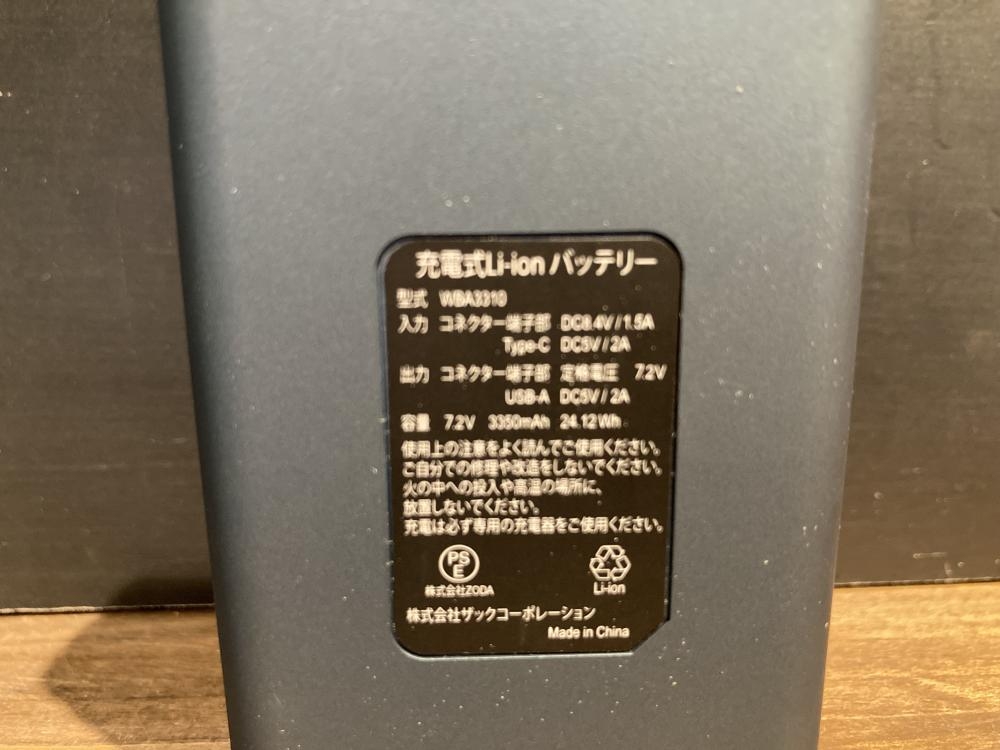 充電式Li-ion バッテリー
型式 WBA3310
入力 コネクター端子部 DC8.4V / 1.5A
Type-C DC5V / 2A
出力 コネクター端子部 定格電圧 7.2V
USB-A DC5V / 2A
容量 7.2V 3350mAh 24.12Wh
使用上の注意をよく読んでご使用ください。
ご自分での修理や改造をしないでください。
火の中への投入や高温の場所に、
放置しないでください。
充電は必ず専用の充電器をご使用ください。
PS
E
株式会社ZODA
Li-ion
株式会社ザックコーポレーション
Made in China